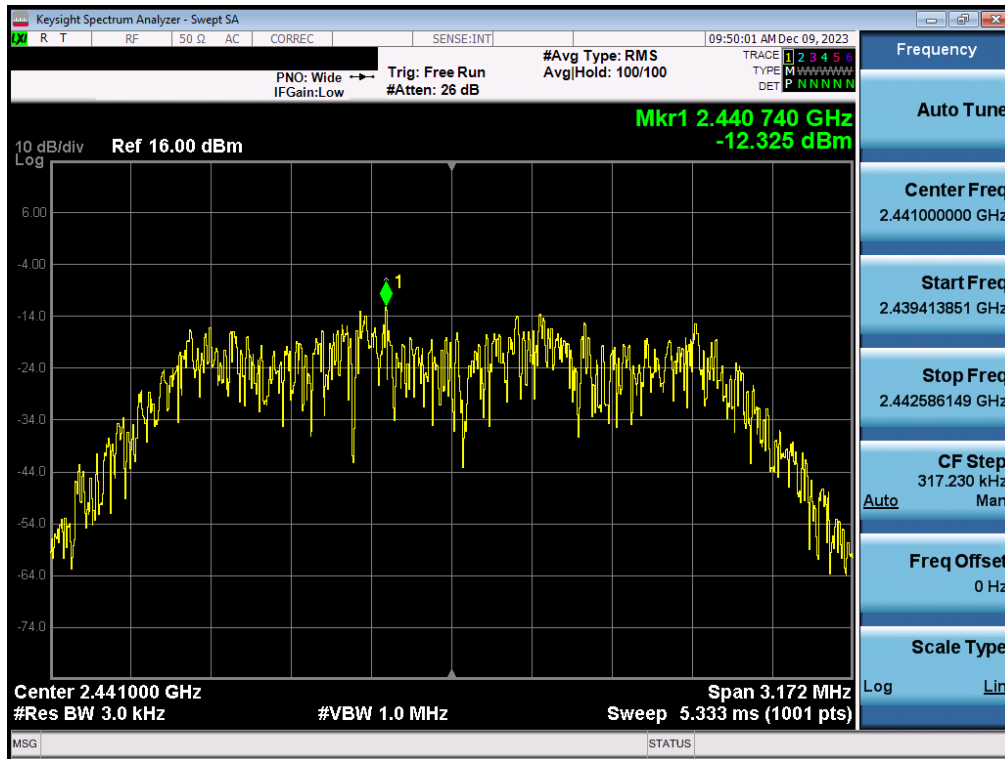 Keysight Spectrum Analyzer - Swept SA
LXI R T RF 50 Ω AC CORREC SENSE:INT 09:50:01 AM Dec 09, 2023
PNO: Wide
IFGain:Low
Trig: Free Run
#Atten: 26 dB
#Avg Type: RMS
Avg|Hold: 100/100
TRACE 1 2 3 4 5 6
TYPE M WWWWW
DET P N N N N N
Mkr1 2.440 740 GHz
-12.325 dBm
10 dB/div Ref 16.00 dBm
Log
6.00
-4.00
-14.0
-24.0
-34.0
-44.0
-54.0
-64.0
-74.0
1
Center 2.441000 GHz Span 3.172 MHz
#Res BW 3.0 kHz #VBW 1.0 MHz Sweep 5.333 ms (1001 pts)
MSG STATUS
Frequency
Auto Tune
Center Freq
2.441000000 GHz
Start Freq
2.439413851 GHz
Stop Freq
2.442586149 GHz
CF Step
317.230 kHz
Auto Man
Freq Offset
0 Hz
Scale Type
Log Lin